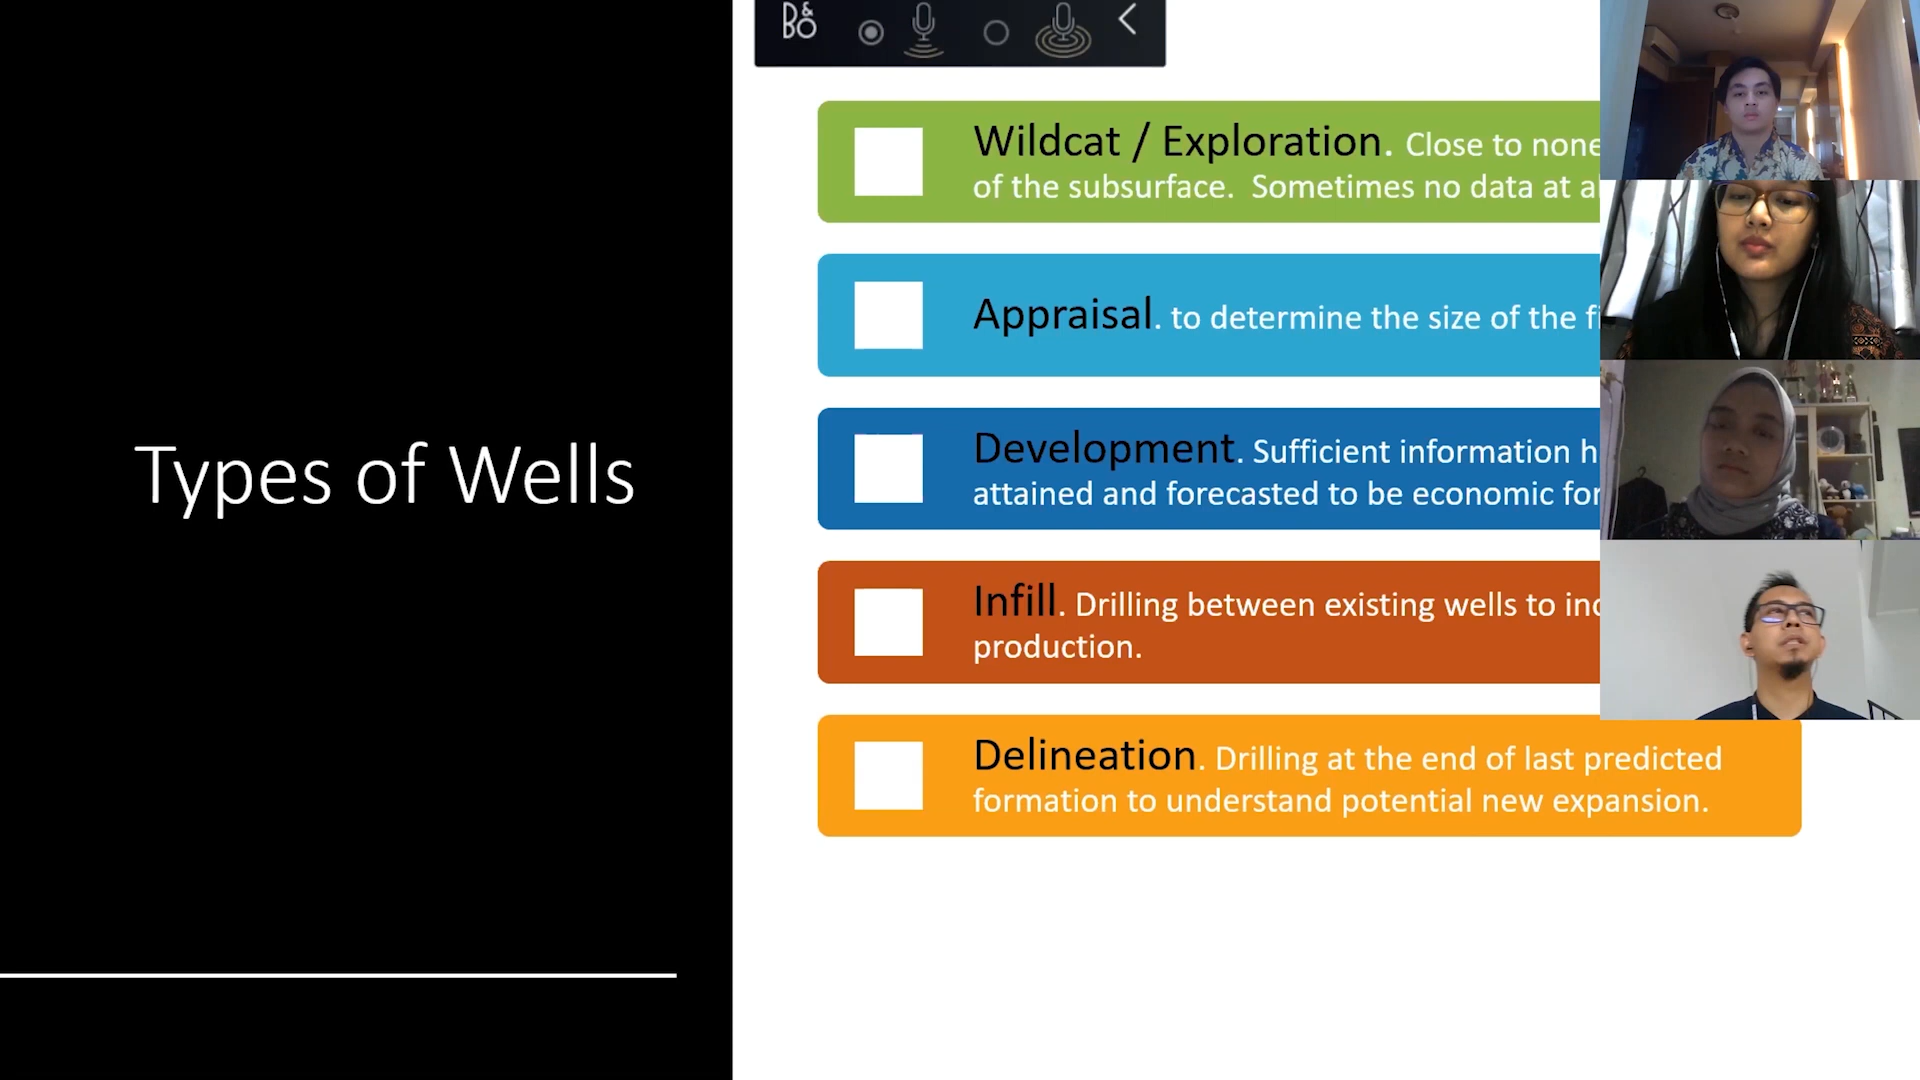 B&O
Types of Wells
Wildcat / Exploration. Close to none
of the subsurface. Sometimes no data at
Appraisal. to determine the size of the
Development. Sufficient information
attained and forecasted to be economic for
Infill. Drilling between existing wells to
production.
Delineation. Drilling at the end of last predicted
formation to understand potential new expansion.